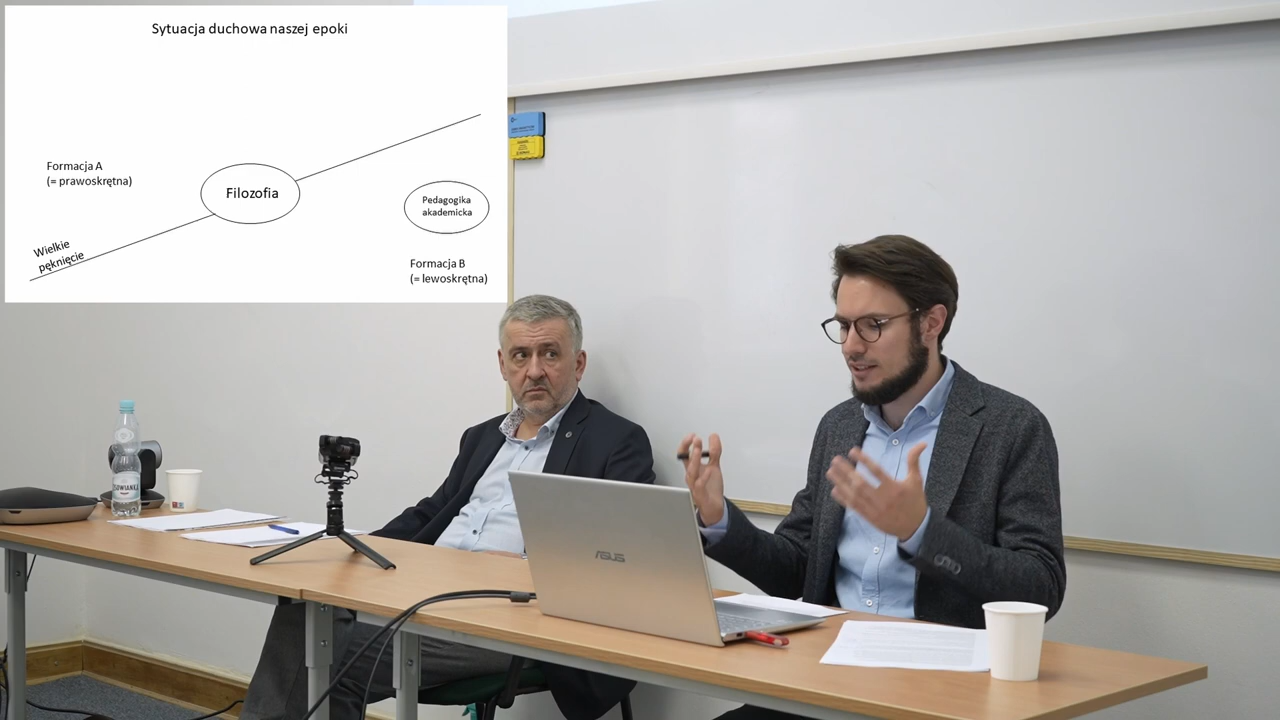 Sytuacja duchowa naszej epoki
Formacja A
(= prawoskrętna)
Filozofia
Pedagogika
akademicka
Wielkie
pęknięcie
Formacja B
(= lewoskrętna)
ASUS